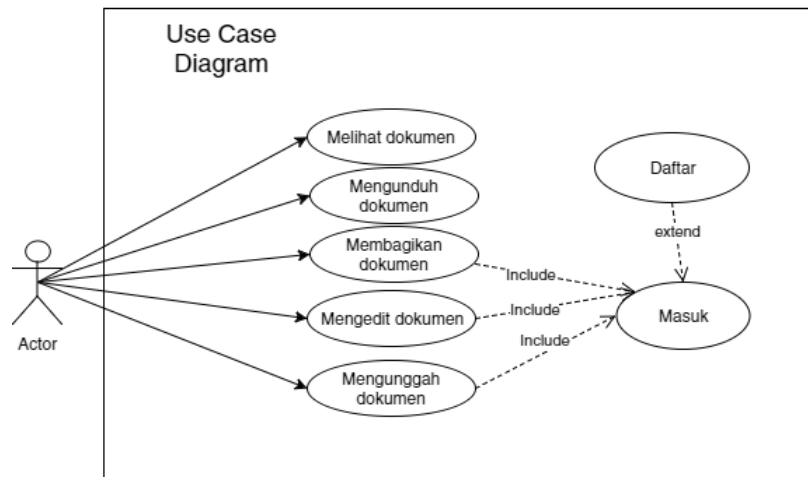 Use Case
Diagram
Melihat dokumen
Mengunduh
dokumen
Membagikan
dokumen
Mengedit dokumen
Mengunggah
dokumen
Actor
Include
Include
Include
Daftar
extend
Masuk